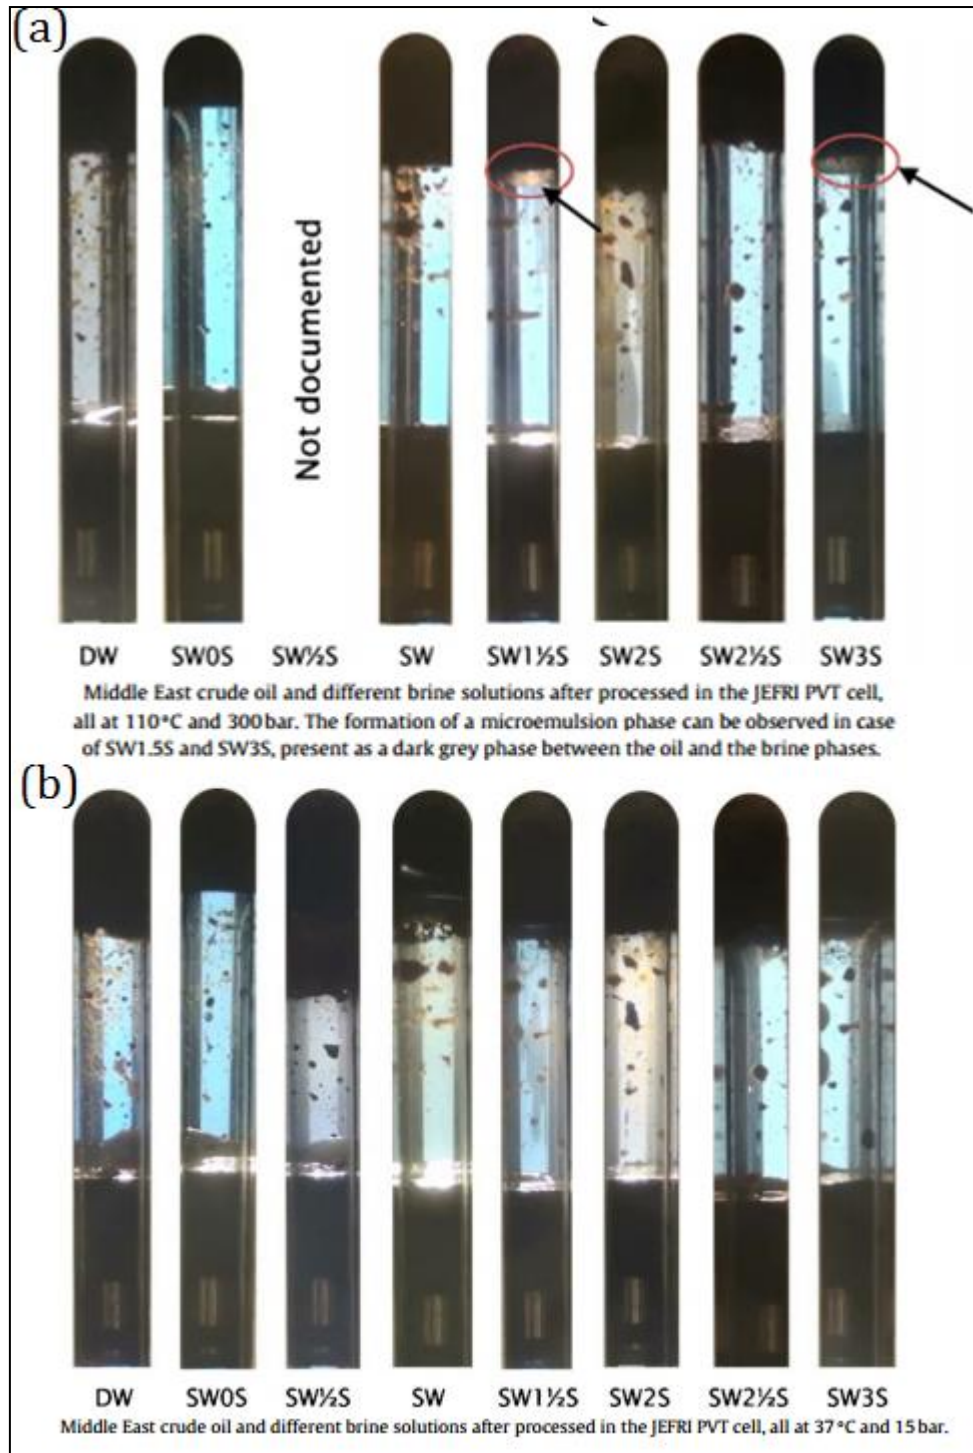 (a)
Not documented
DW SW0S SW½S SW SW1½S SW2S SW2½S SW3S
Middle East crude oil and different brine solutions after processed in the JEFRI PVT cell,
all at 110°C and 300 bar. The formation of a microemulsion phase can be observed in case
of SW1.5S and SW3S, present as a dark grey phase between the oil and the brine phases.
(b)
DW SW0S SW½S SW SW1½S SW2S SW2½S SW3S
Middle East crude oil and different brine solutions after processed in the JEFRI PVT cell, all at 37°C and 15 bar.